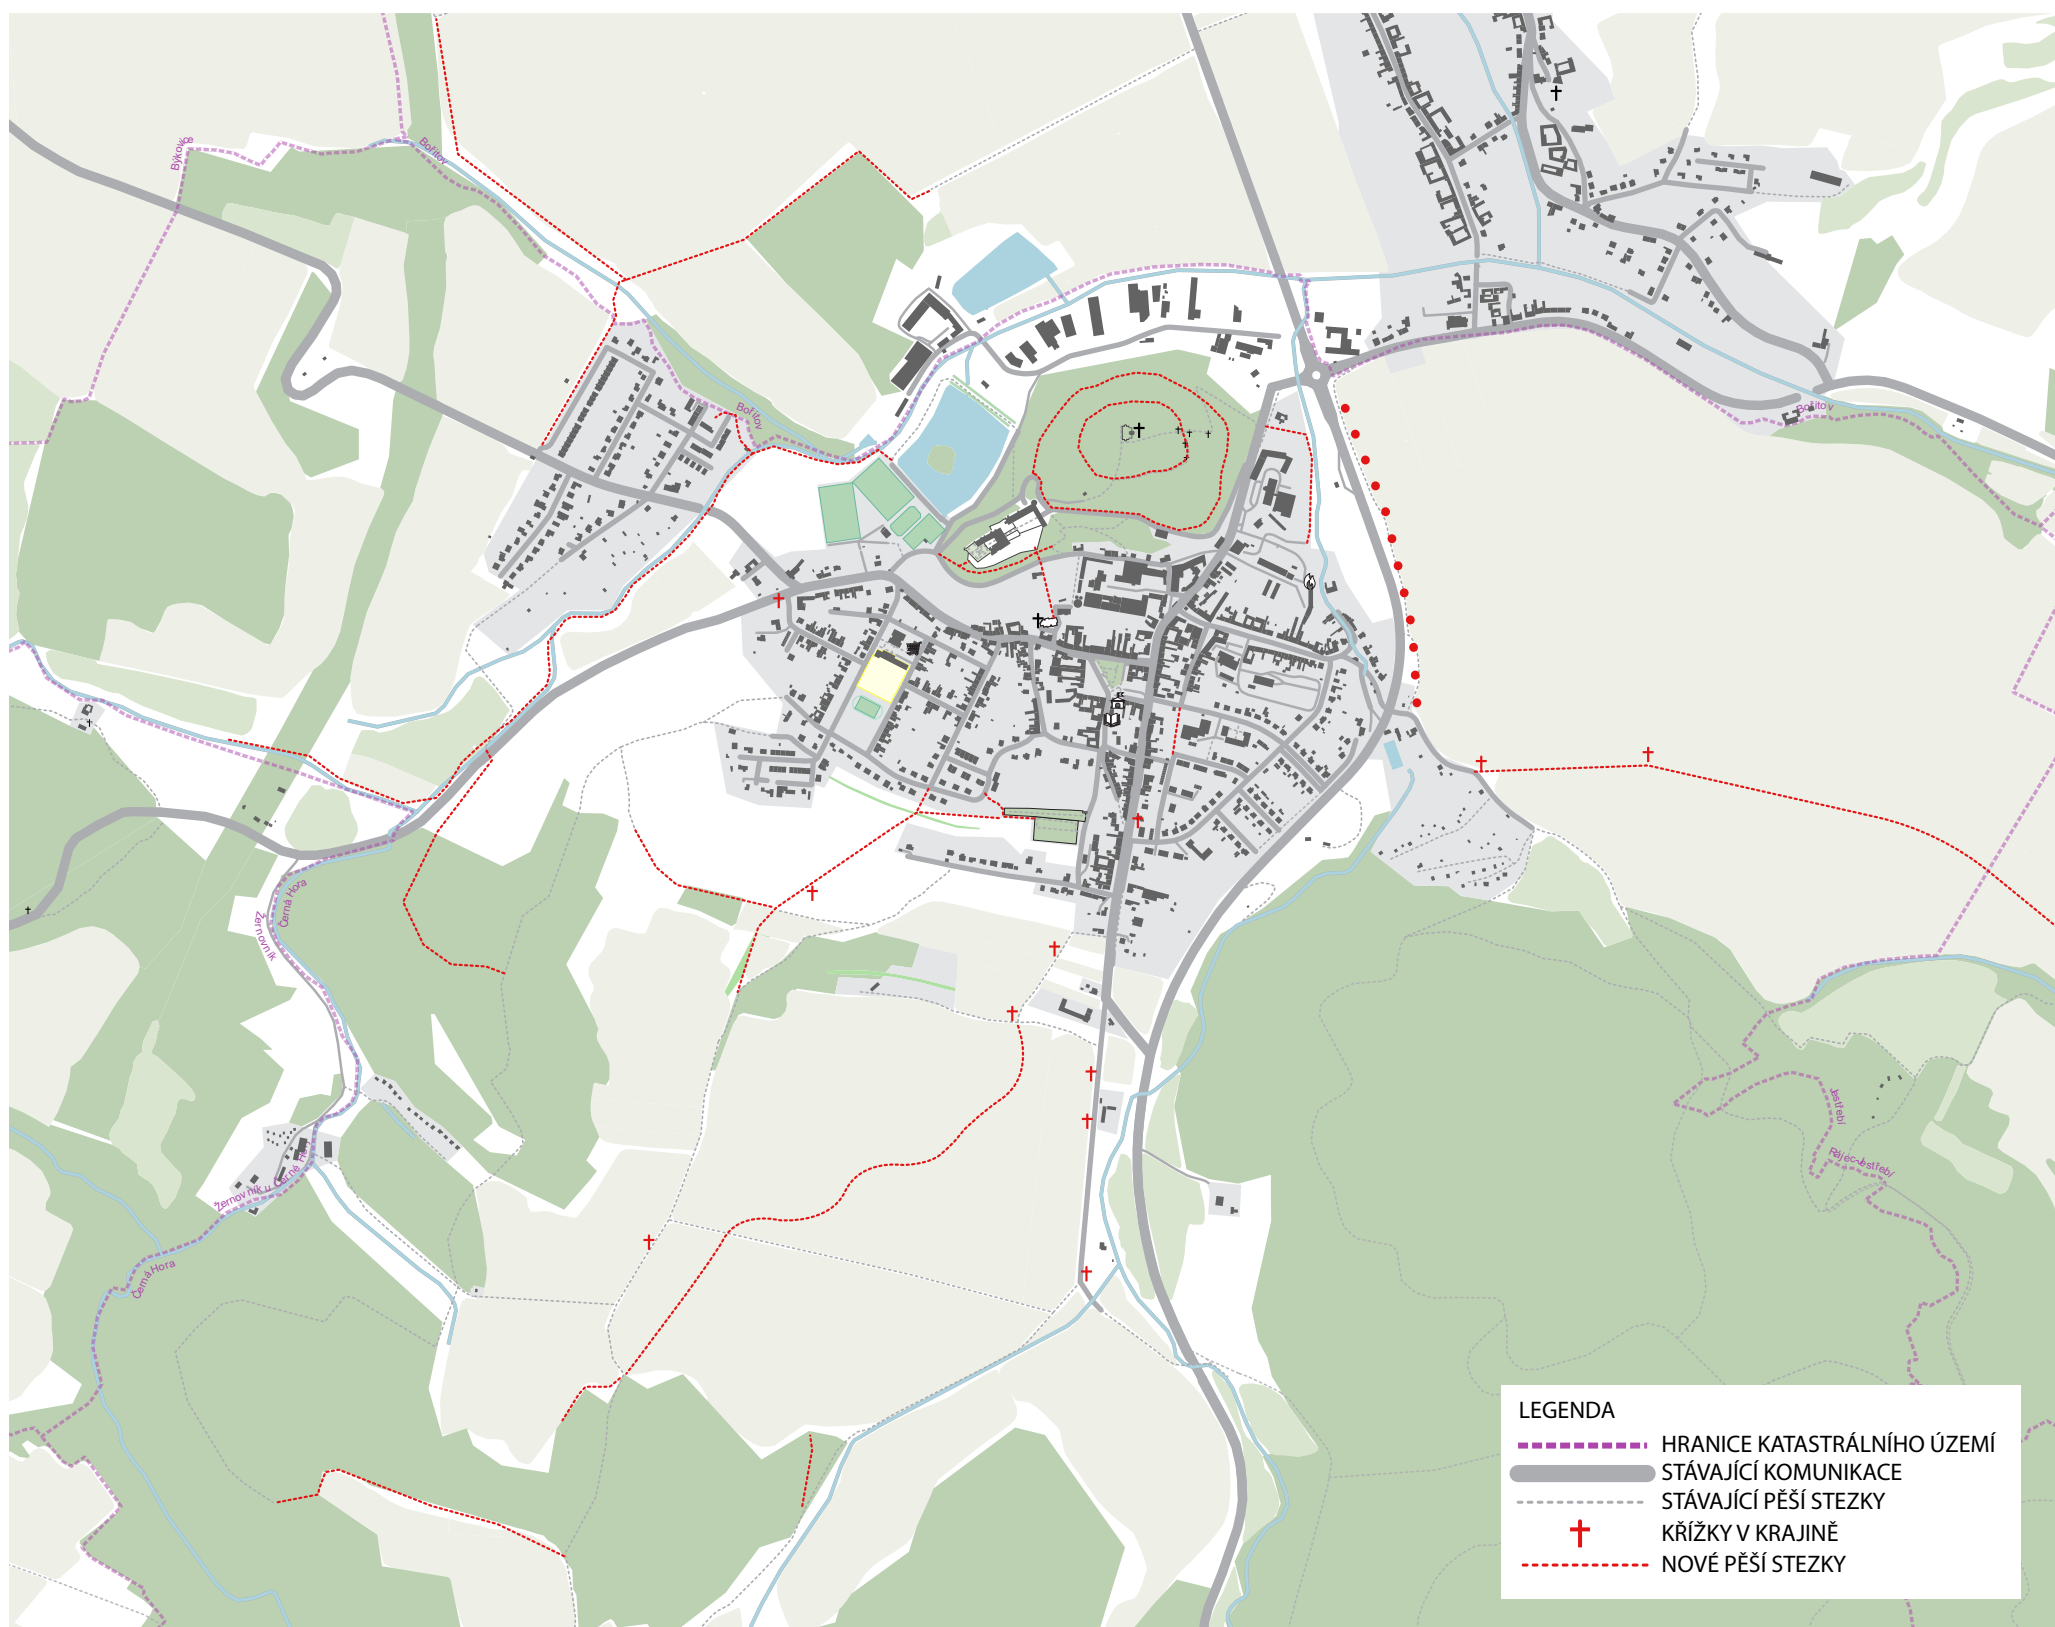 Býkovice
Bořitov
Bořitov
Bořitov
Černá Hora
Žernovník
Žernovník u Černé Hory
Černá Hora
Jestřebí
Rájec-Jestřebí
LEGENDA
HRANICE KATASTRÁLNÍHO ÚZEMÍ
STÁVAJÍCÍ KOMUNIKACE
STÁVAJÍCÍ PĚŠÍ STEZKY
KŘÍŽKY V KRAJINĚ
NOVÉ PĚŠÍ STEZKY